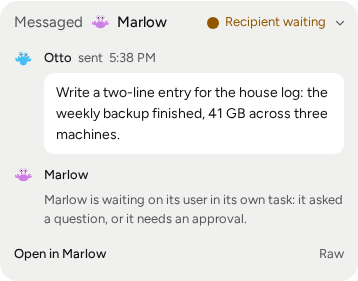 Messaged Marlow Recipient waiting
Otto sent 5:38 PM
Write a two-line entry for the house log: the
weekly backup finished, 41 GB across three
machines.
Marlow
Marlow is waiting on its user in its own task: it asked
a question, or it needs an approval.
Open in Marlow Raw